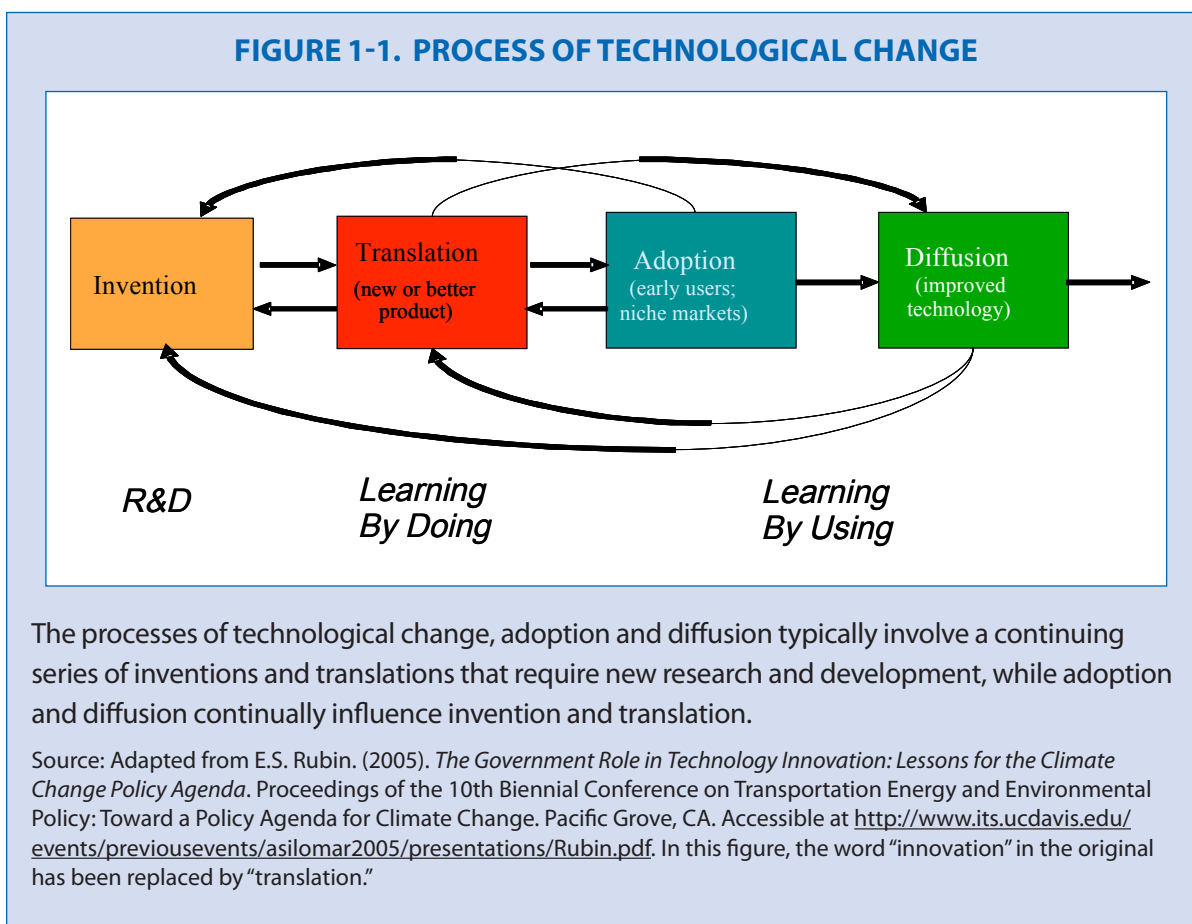 FIGURE 1-1. PROCESS OF TECHNOLOGICAL CHANGE
Invention
Translation
(new or better
product)
Adoption
(early users;
niche markets)
Diffusion
(improved
technology)
R&D
Learning
By Doing
Learning
By Using
The processes of technological change, adoption and diffusion typically involve a continuing
series of inventions and translations that require new research and development, while adoption
and diffusion continually influence invention and translation.
Source: Adapted from E.S. Rubin. (2005). The Government Role in Technology Innovation: Lessons for the Climate
Change Policy Agenda. Proceedings of the 10th Biennial Conference on Transportation Energy and Environmental
Policy: Toward a Policy Agenda for Climate Change. Pacific Grove, CA. Accessible at http://www.its.ucdavis.edu/
events/previousevents/asilomar2005/presentations/Rubin.pdf. In this figure, the word “innovation” in the original
has been replaced by “translation.”